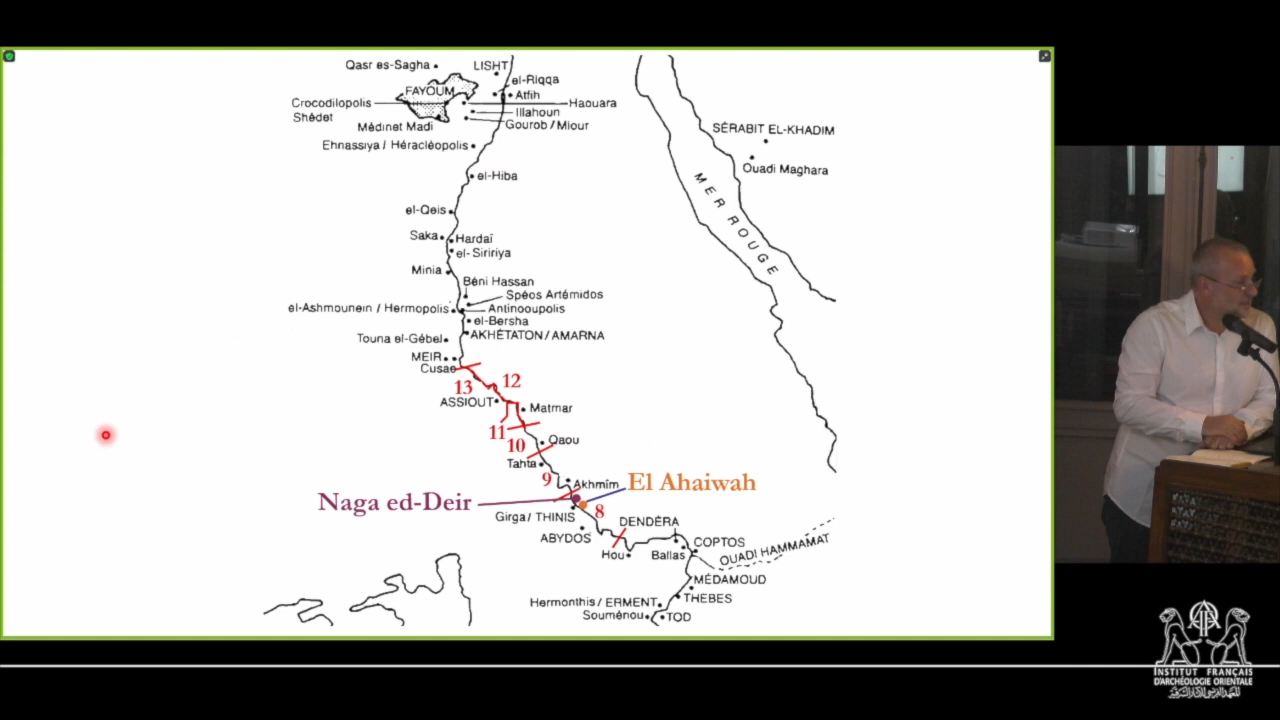 Qasr es-Sagha
LISHT
el-Riqqa
FAYOUM
Atfih
Crocodilopolis
Haouara
Shédet
Illahoun
Médinet Madi
Gourob / Miour
Ehnassiya / Héracléopolis
SÉRABIT EL-KHADIM
Ouadi Maghara
el-Hiba
MER ROUGE
el-Qeis
Saka
Hardaï
el-Siririya
Minia
Béni Hassan
Spéos Artémidos
el-Ashmounein / Hermopolis
Antinooupolis
el-Bersha
Touna el-Gébel
AKHÉTATON / AMARNA
MEIR
Cusae
13
12
ASSIOUT
Matmar
11
10
Qaou
Tahta
9
Akhmîm
El Ahaiwah
Naga ed-Deir
8
Girga / THINIS
DENDÉRA
ABYDOS
COPTOS
Hou
Ballas
OUADI HAMMAMAT
MÉDAMOUD
THEBES
Hermonthis / ERMENT
Souménou
TOD
INSTITUT FRANÇAIS
D'ARCHÉOLOGIE ORIENTALE